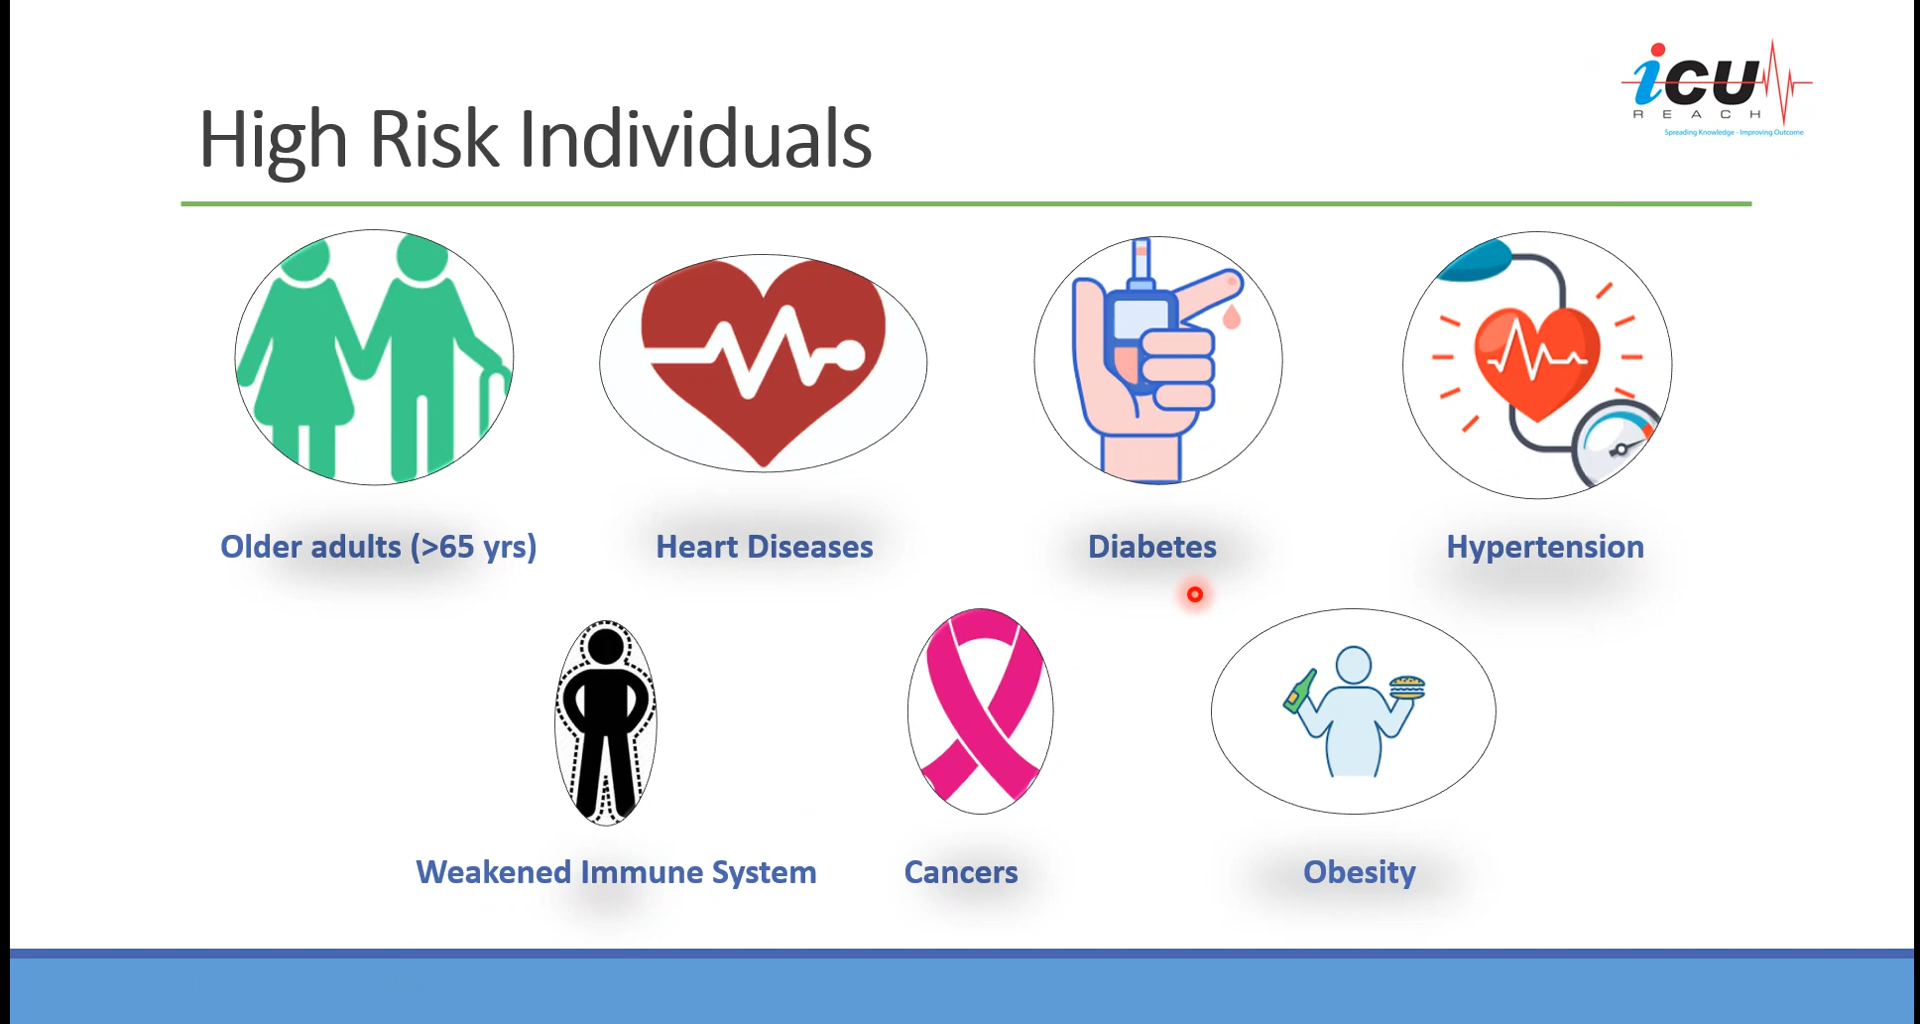 icu
REACH
Spreading Knowledge - Improving Outcome
High Risk Individuals
Older adults (>65 yrs)
Heart Diseases
Diabetes
Hypertension
Weakened Immune System
Cancers
Obesity